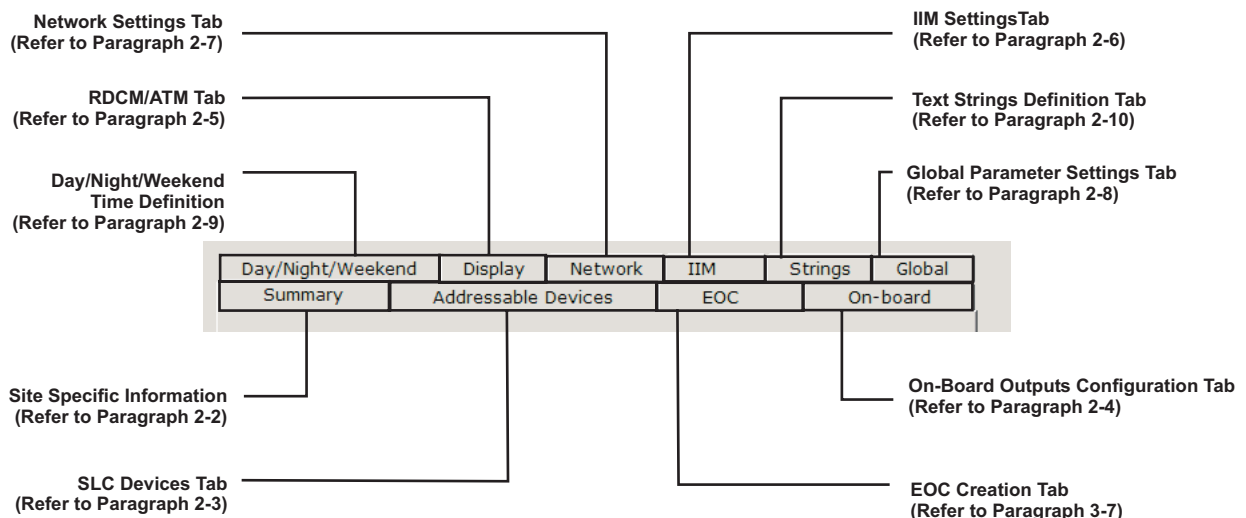 Network Settings Tab
(Refer to Paragraph 2-7)
RDCM/ATM Tab
(Refer to Paragraph 2-5)
Day/Night/Weekend
Time Definition
(Refer to Paragraph 2-9)
IIM SettingsTab
(Refer to Paragraph 2-6)
Text Strings Definition Tab
(Refer to Paragraph 2-10)
Global Parameter Settings Tab
(Refer to Paragraph 2-8)
Day/Night/Weekend Display Network IIM Strings Global
Summary Addressable Devices EOC On-board
Site Specific Information
(Refer to Paragraph 2-2)
SLC Devices Tab
(Refer to Paragraph 2-3)
On-Board Outputs Configuration Tab
(Refer to Paragraph 2-4)
EOC Creation Tab
(Refer to Paragraph 3-7)